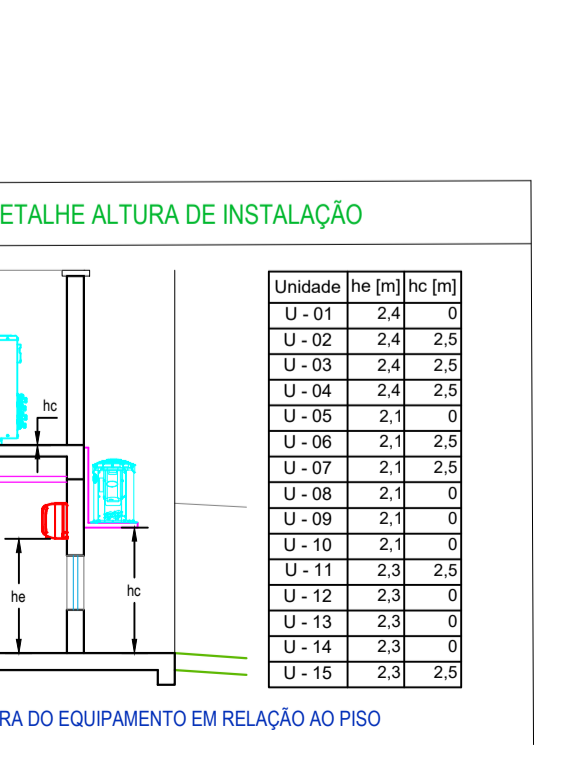 ETALHE ALTURA DE INSTALAÇÃO
Unidade he [m] hc [m]
U - 01 2,4 0
U - 02 2,4 2,5
U - 03 2,4 2,5
U - 04 2,4 2,5
U - 05 2,1 0
U - 06 2,1 2,5
U - 07 2,1 2,5
U - 08 2,1 0
U - 09 2,1 0
U - 10 2,1 0
U - 11 2,3 2,5
U - 12 2,3 0
U - 13 2,3 0
U - 14 2,3 0
U - 15 2,3 2,5
hc
he
hc
RA DO EQUIPAMENTO EM RELAÇÃO AO PISO